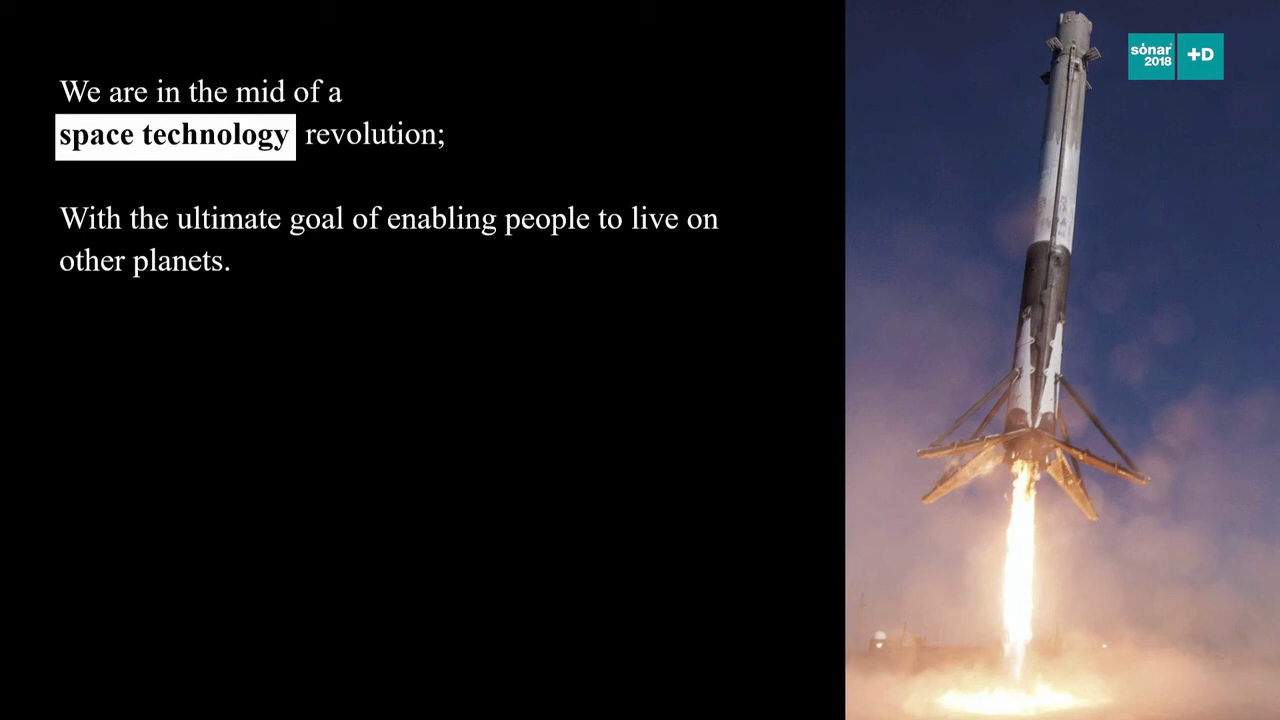 We are in the mid of a
space technology revolution;
With the ultimate goal of enabling people to live on
other planets.
sónar
2018
+D